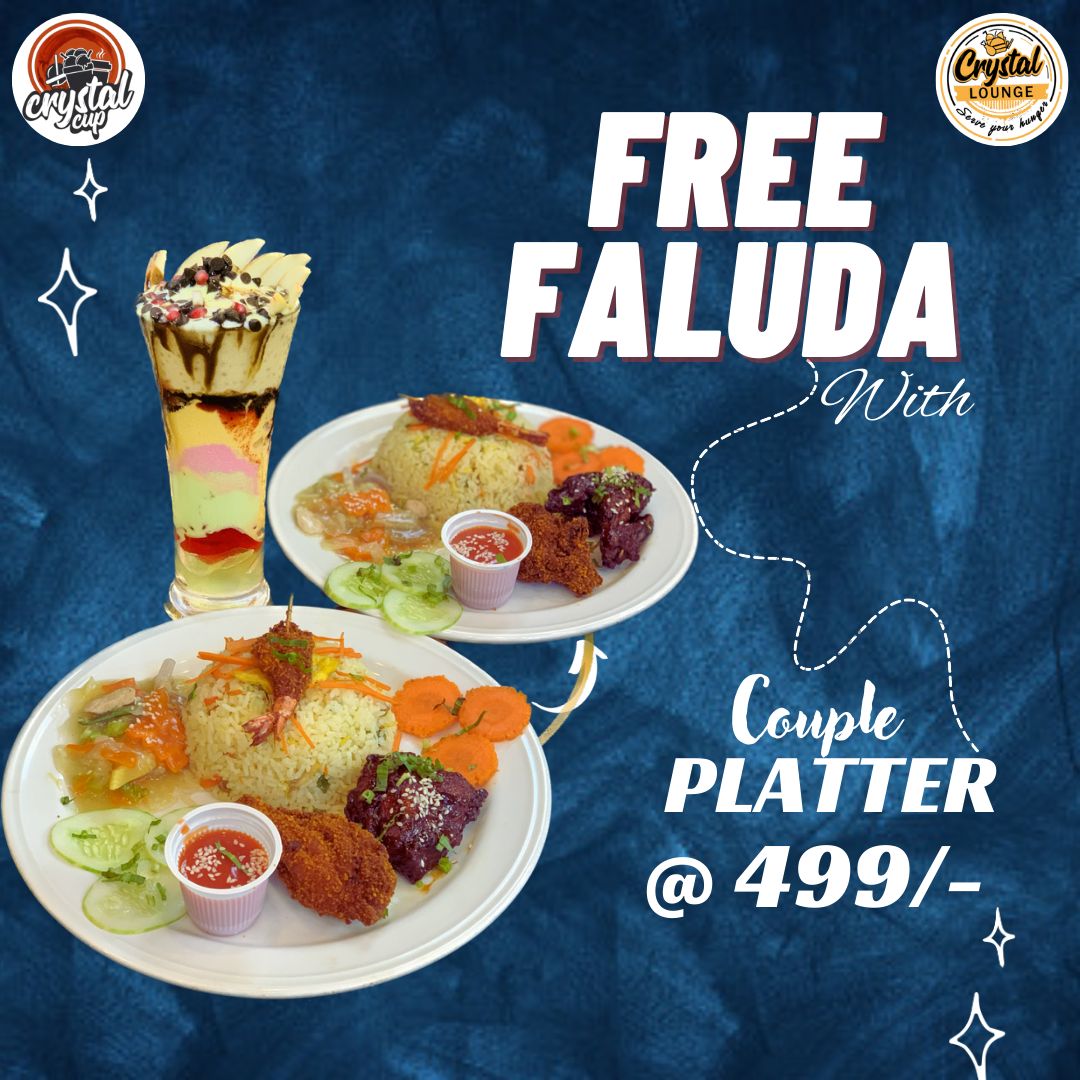 crystal
cup
Crystal
LOUNGE
Serve your hunger
FREE
FALUDA
With
Couple
PLATTER
@ 499/-